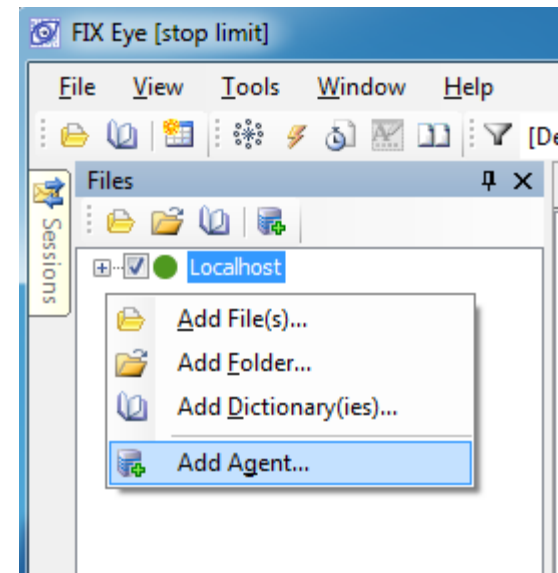 FIX Eye [stop limit]
File View Tools Window Help
[De
Files
Sessions
Localhost
Add File(s)...
Add Folder...
Add Dictionary(ies)...
Add Agent...